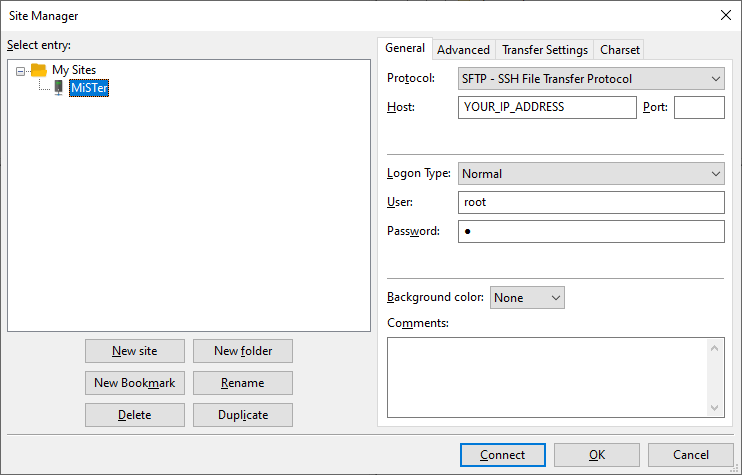 Site Manager
Select entry:
My Sites
MiSTer
General Advanced Transfer Settings Charset
Protocol: SFTP - SSH File Transfer Protocol
Host: YOUR_IP_ADDRESS Port:
Logon Type: Normal
User: root
Password: ●
Background color: None
Comments:
New site New folder
New Bookmark Rename
Delete Duplicate
Connect OK Cancel